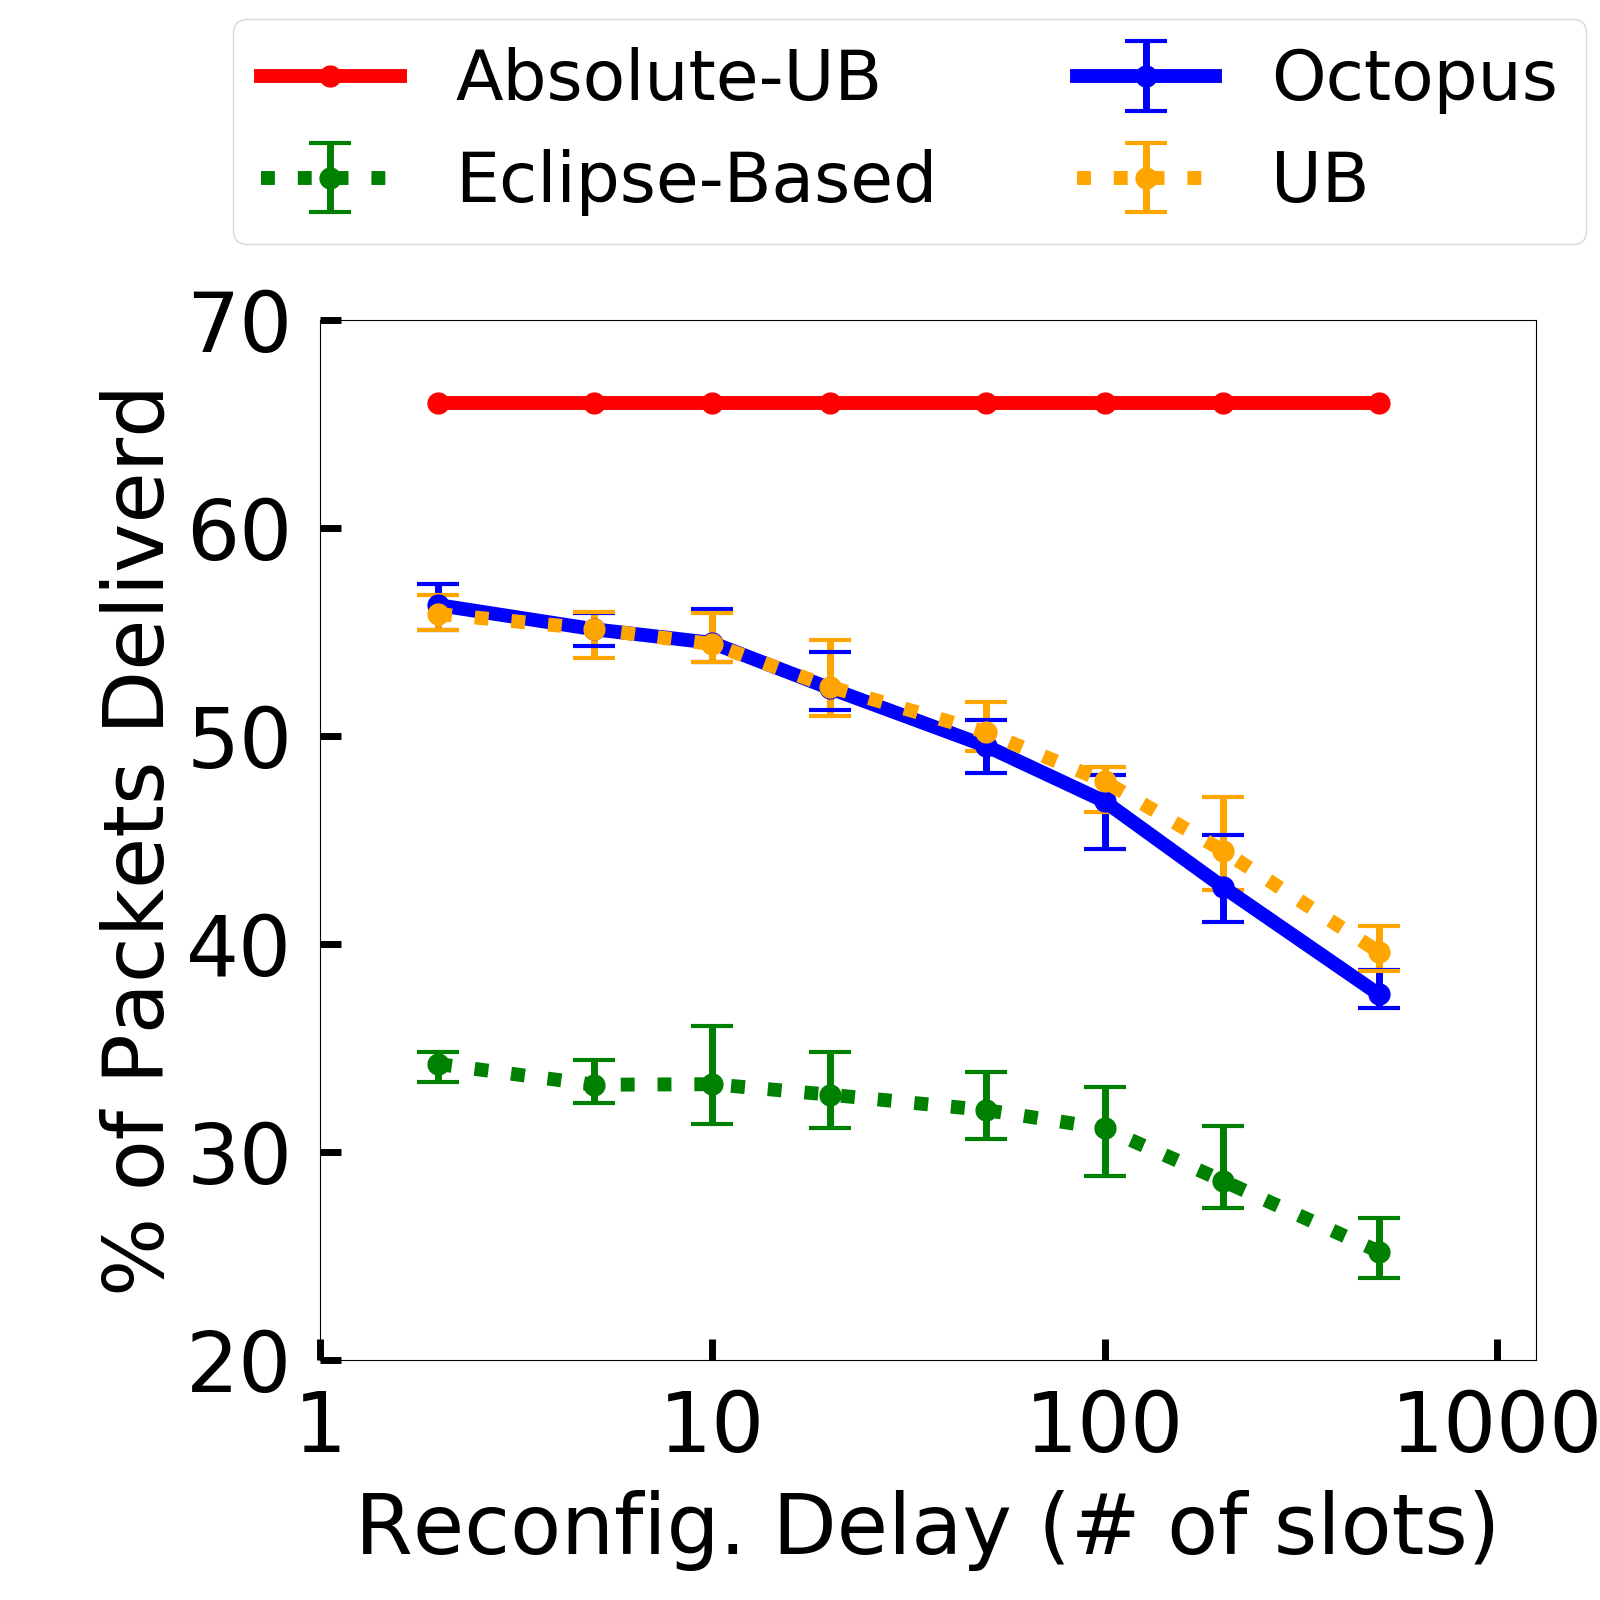 Absolute-UB
Octopus
Eclipse-Based
UB
% of Packets Deliverd
70
60
50
40
30
20
1
10
100
1000
Reconfig. Delay (# of slots)